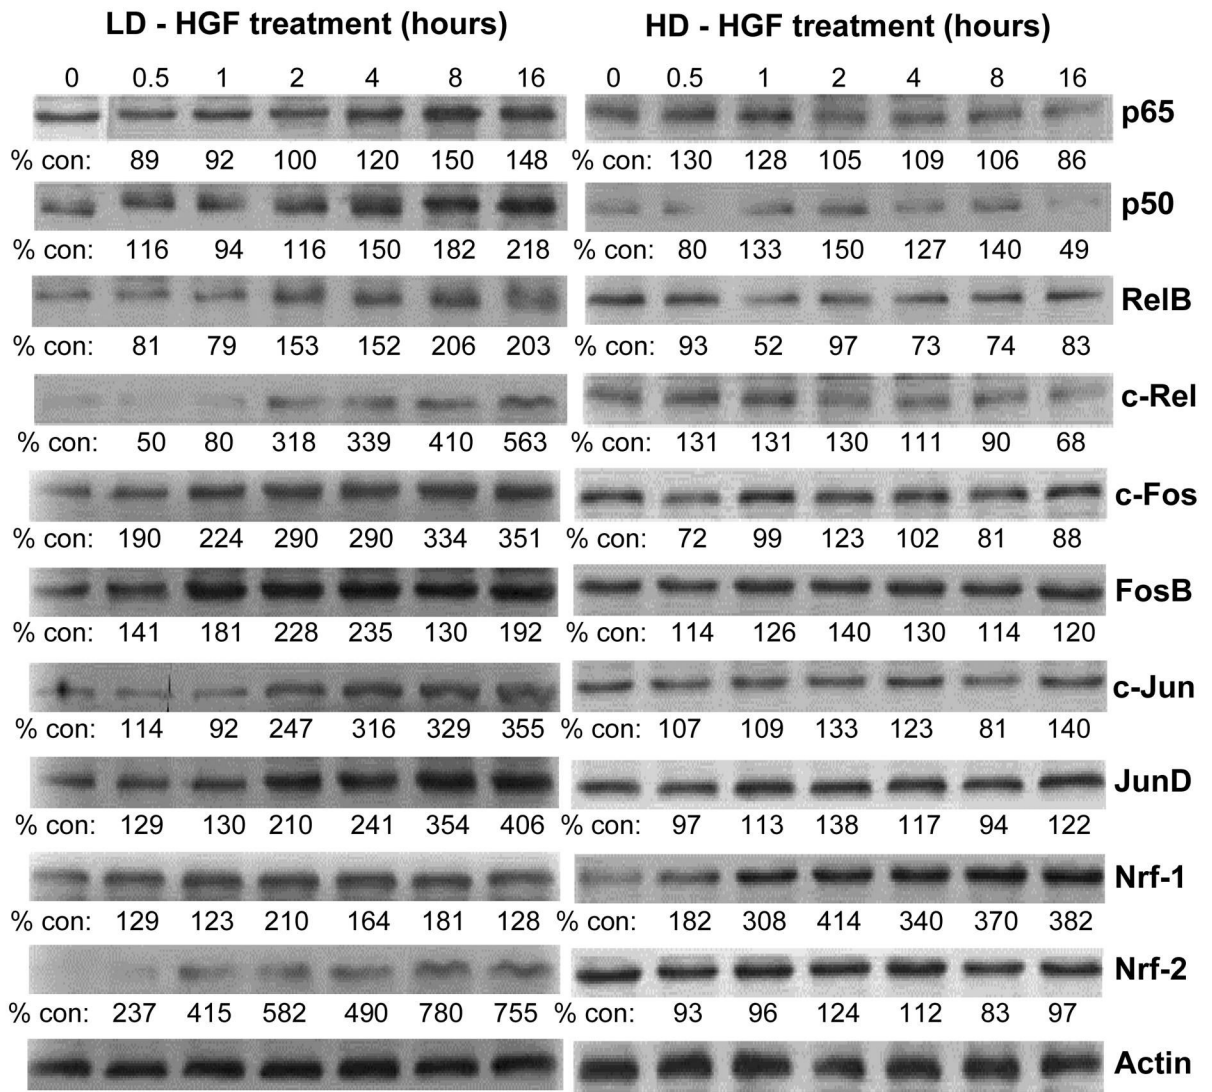 LD - HGF treatment (hours) HD - HGF treatment (hours)
0 0.5 1 2 4 8 16 0 0.5 1 2 4 8 16
p65
% con: 89 92 100 120 150 148 % con: 130 128 105 109 106 86
p50
% con: 116 94 116 150 182 218 % con: 80 133 150 127 140 49
RelB
% con: 81 79 153 152 206 203 % con: 93 52 97 73 74 83
c-Rel
% con: 50 80 318 339 410 563 % con: 131 131 130 111 90 68
c-Fos
% con: 190 224 290 290 334 351 % con: 72 99 123 102 81 88
FosB
% con: 141 181 228 235 130 192 % con: 114 126 140 130 114 120
c-Jun
% con: 114 92 247 316 329 355 % con: 107 109 133 123 81 140
JunD
% con: 129 130 210 241 354 406 % con: 97 113 138 117 94 122
Nrf-1
% con: 129 123 210 164 181 128 % con: 182 308 414 340 370 382
Nrf-2
% con: 237 415 582 490 780 755 % con: 93 96 124 112 83 97
Actin